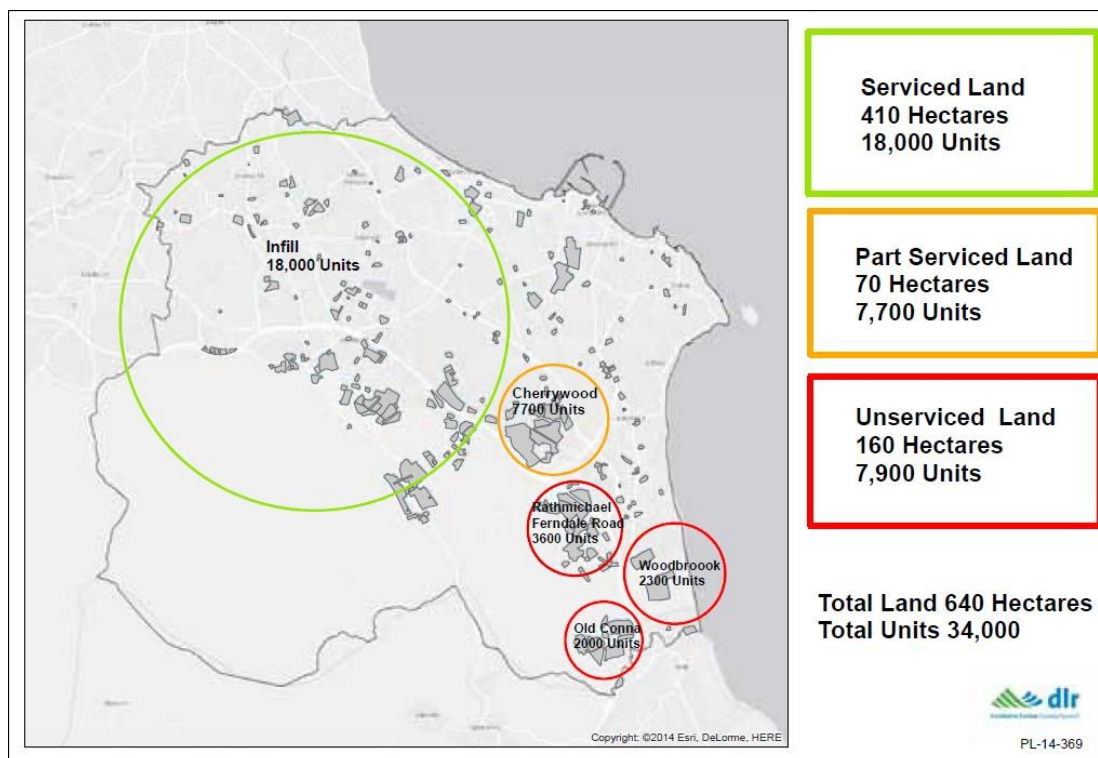 Infill
18,000 Units
Cherrywood
7700 Units
Rathmichael
Ferndale Road
3600 Units
Woodbroook
2300 Units
Old Conna
2000 Units
Copyright: ©2014 Esri, DeLorme, HERE
Serviced Land
410 Hectares
18,000 Units
Part Serviced Land
70 Hectares
7,700 Units
Unserviced Land
160 Hectares
7,900 Units
Total Land 640 Hectares
Total Units 34,000
dlr
PL-14-369